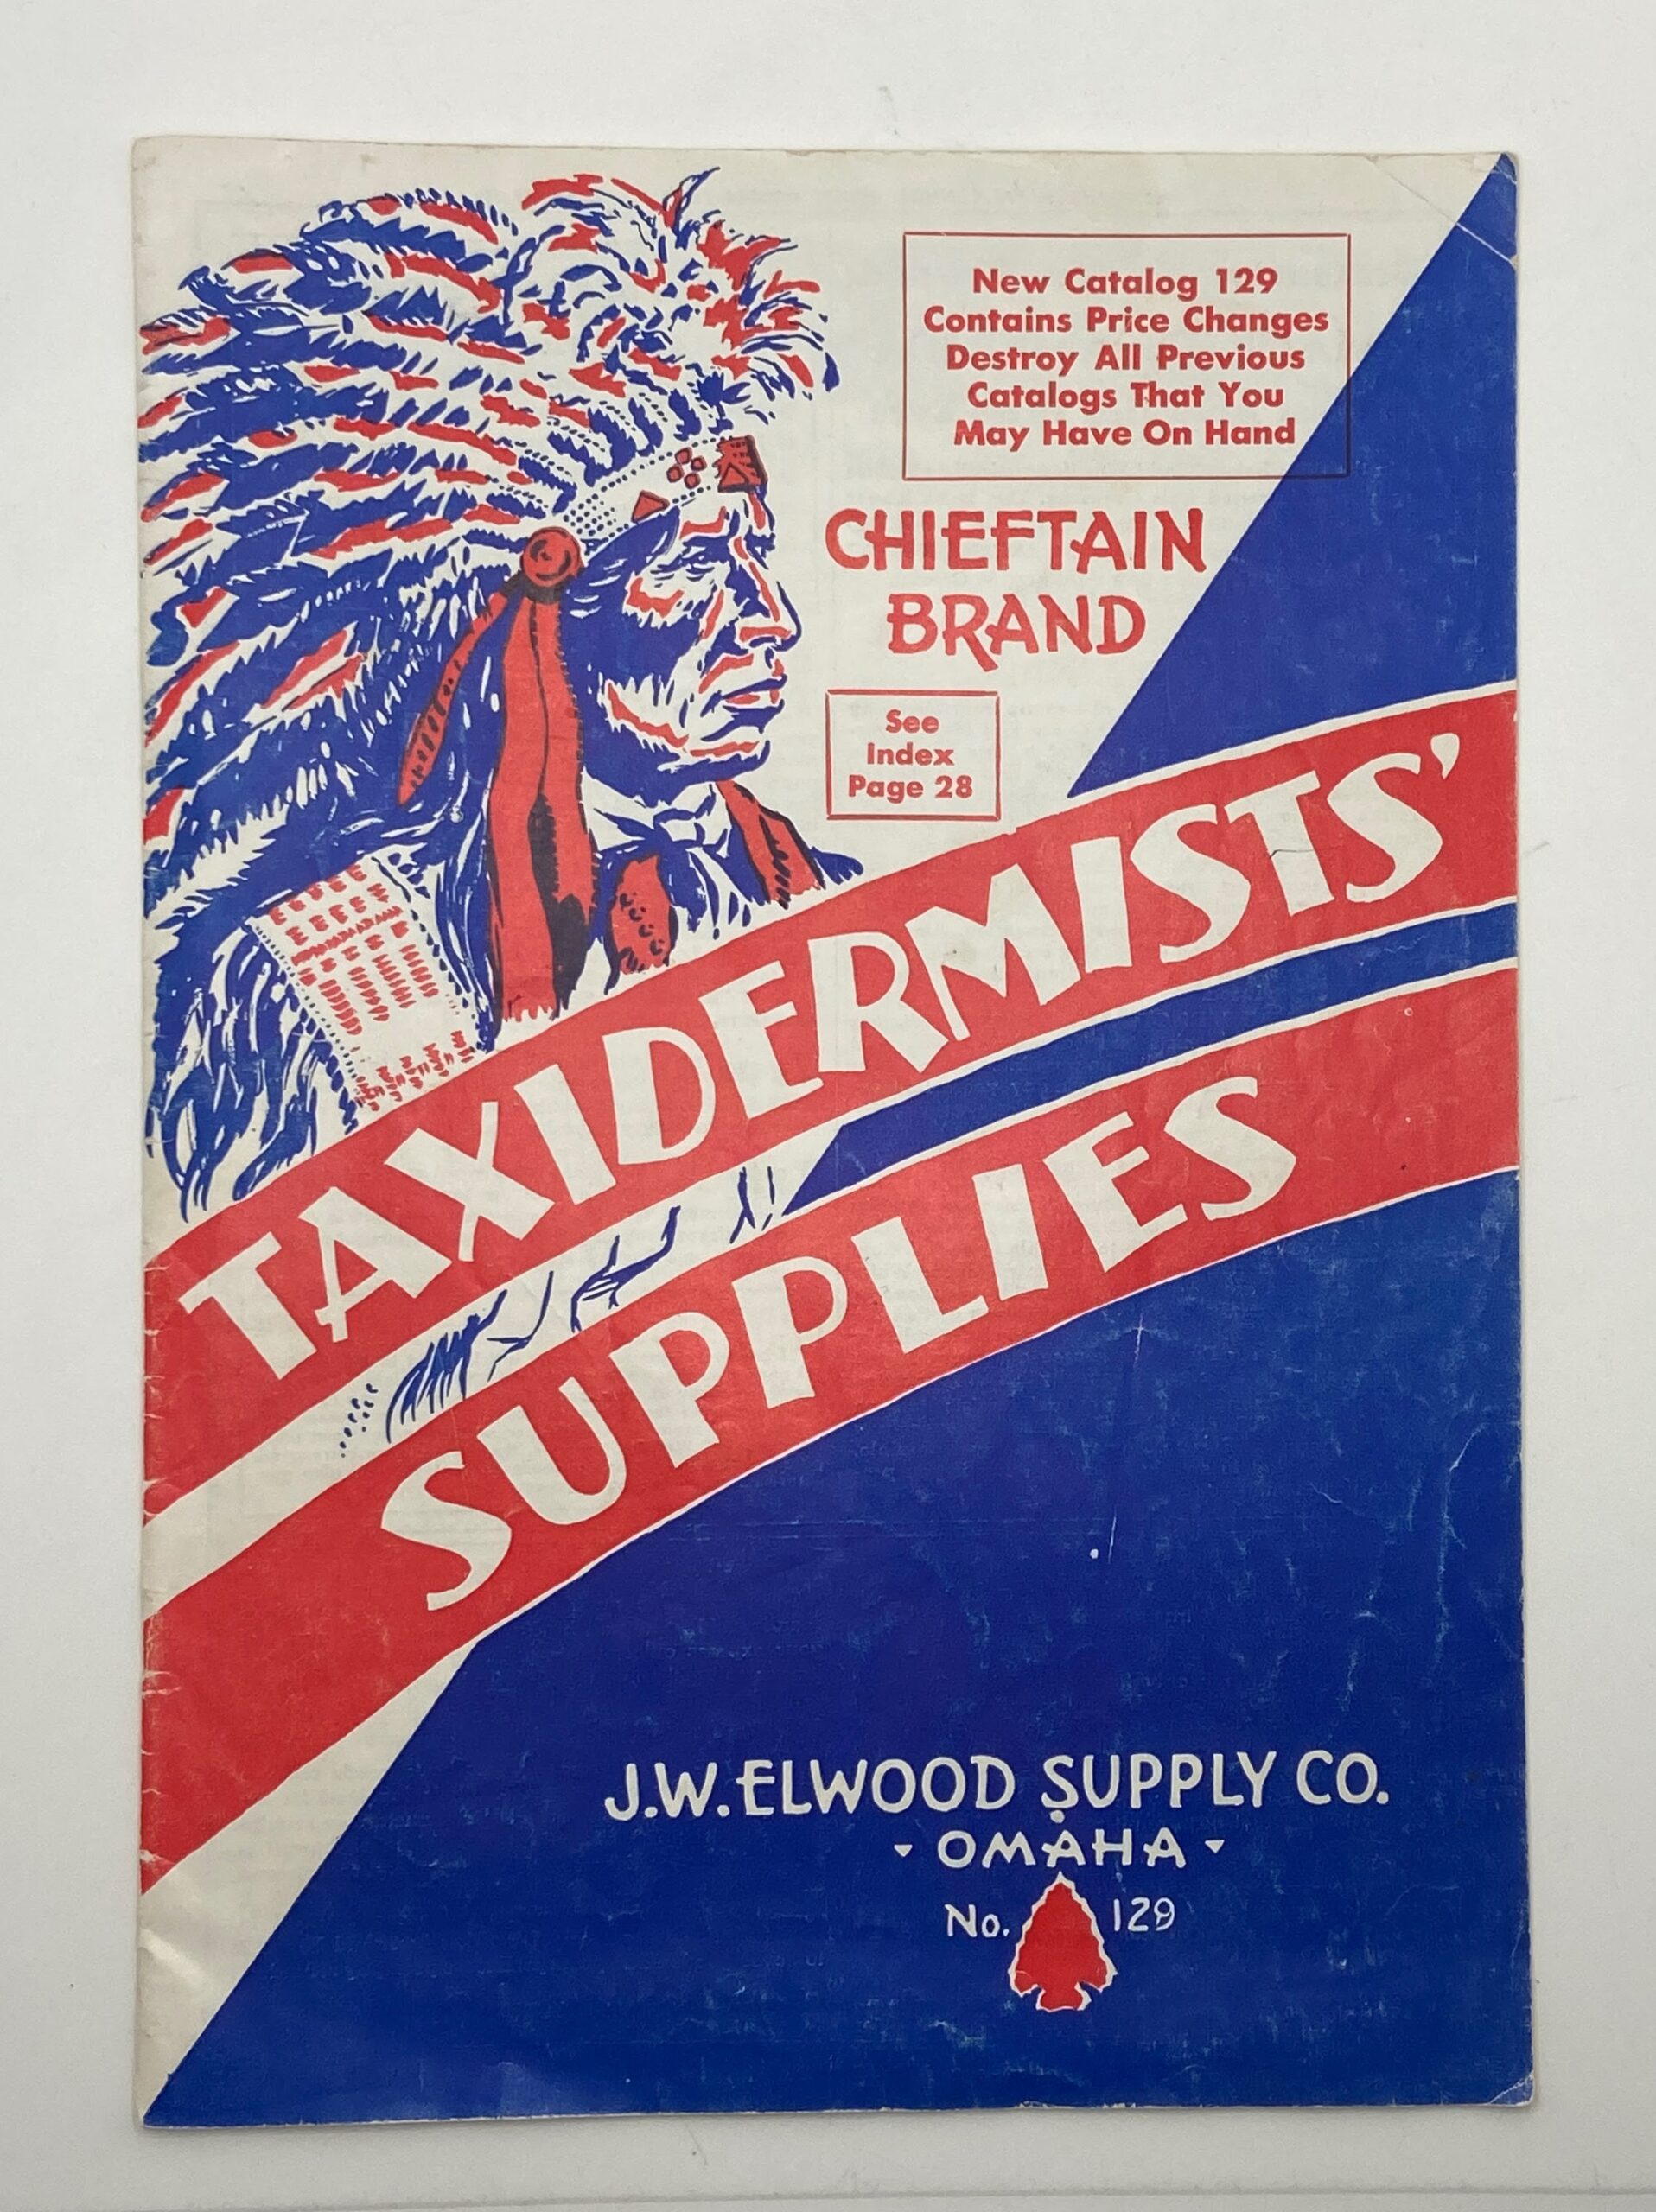 New Catalog 129
Contains Price Changes
Destroy All Previous
Catalogs That You
May Have On Hand
CHIEFTAIN
BRAND
See
Index
Page 28
TAXIDERMISTS'
SUPPLIES
J.W. ELWOOD SUPPLY CO.
- OMAHA -
No. 129